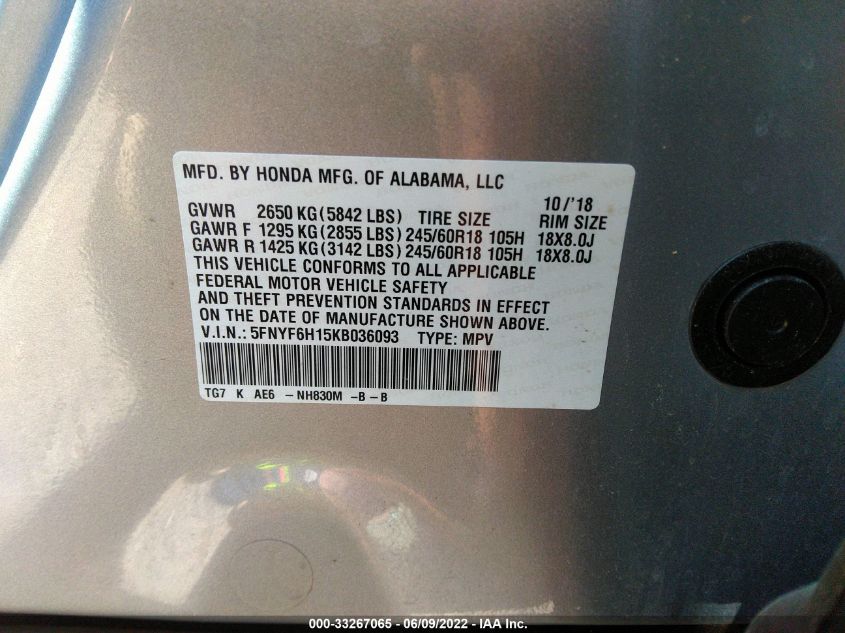 MFD. BY HONDA MFG. OF ALABAMA, LLC
10/'18
GVWR 2650 KG(5842 LBS) TIRE SIZE RIM SIZE
GAWR F 1295 KG(2855 LBS) 245/60R18 105H 18X8.0J
GAWR R 1425 KG(3142 LBS) 245/60R18 105H 18X8.0J
THIS VEHICLE CONFORMS TO ALL APPLICABLE
FEDERAL MOTOR VEHICLE SAFETY
AND THEFT PREVENTION STANDARDS IN EFFECT
ON THE DATE OF MANUFACTURE SHOWN ABOVE.
V.I.N.: 5FNYF6H15KB036093 TYPE: MPV
TG7 K AE6 -NH830M -B-B
000-33267065 - 06/09/2022 - IAA Inc.